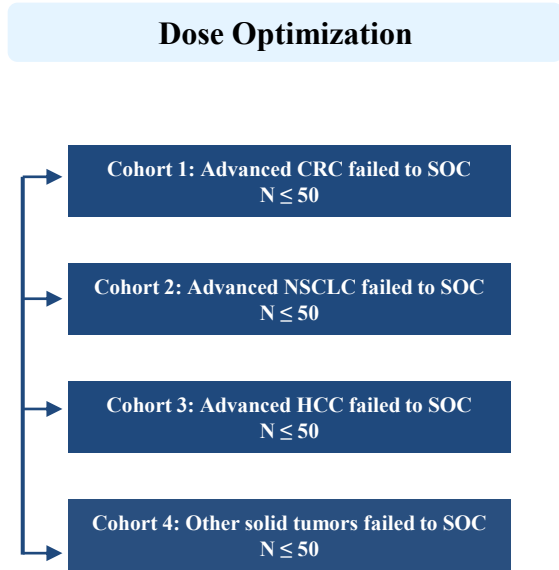 Dose Optimization
Cohort 1: Advanced CRC failed to SOC
N ≤ 50
Cohort 2: Advanced NSCLC failed to SOC
N ≤ 50
Cohort 3: Advanced HCC failed to SOC
N ≤ 50
Cohort 4: Other solid tumors failed to SOC
N ≤ 50